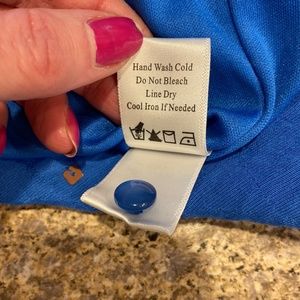 Hand Wash Cold
Do Not Bleach
Line Dry
Cool Iron If Needed